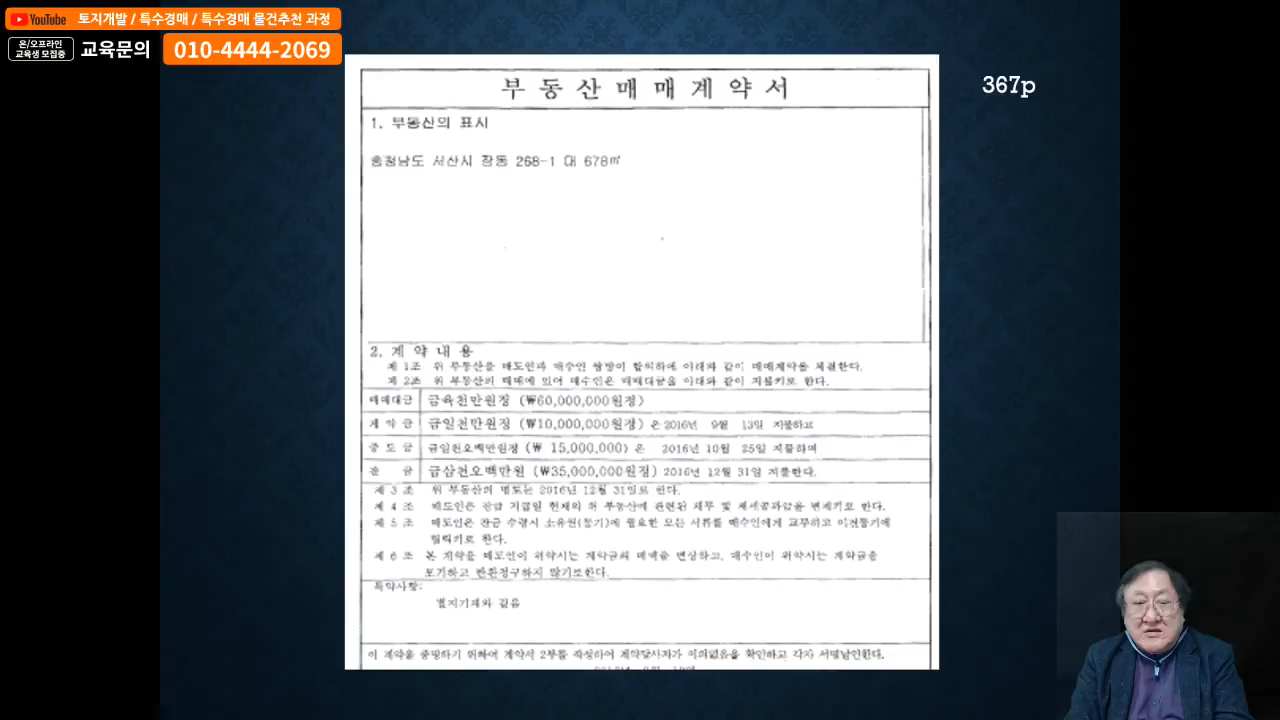 YouTube 토지개발 / 특수경매 / 특수경매 물건추천 과정
온/오프라인
교육생 모집중
교육문의
010-4444-2069
367p
부동산매매계약서
1. 부동산의 표시
충청남도 서산시 장동 268-1 대 678㎡
2. 계 약 내 용
제 1조 위 부동산을 매도인과 매수인 쌍방이 합의하에 아래와 같이 매매계약을 체결한다.
제 2조 위 부동산의 매매에 있어 매수인은 매매대금을 아래와 같이 지불키로 한다.
매매대금 금육천만원정 (₩60,000,000원정)
계 약 금 금일천만원정 (₩10,000,000원정) 은 2016년 9월 13일 지불하고
중 도 금 금일천오백만원정 (₩ 15,000,000) 은 2016년 10월 25일 지불하며
잔 금 금삼천오백만원 (₩35,000,000원정) 2016년 12월 31일 지불한다.
제 3 조 위 부동산의 명도는 2016년 12월 31일로 한다.
제 4 조 매도인은 잔금 지급일 현재의 위 부동산에 관련된 채무 및 제세공과금을 변제키로 한다.
제 5 조 매도인은 잔금 수령시 소유권(등기)에 필요한 모든 서류를 매수인에게 교부하고 이전등기에
협력키로 한다.
제 6 조 본 계약을 매도인이 위약시는 계약금의 배액을 변상하고, 매수인이 위약시는 계약금을
포기하고 반환청구하지 않기로한다.
특약사항:
별지기재와 같음
이 계약을 증명하기 위하여 계약서 2부를 작성하여 계약당사자가 이의없음을 확인하고 각자 서명날인한다.